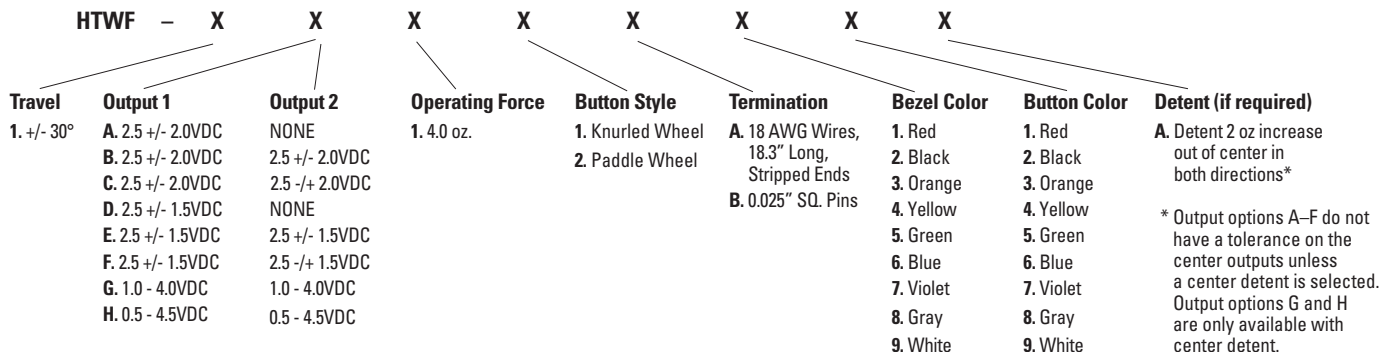 HTWF – X X X X X X X X
Travel
1. +/- 30°
Output 1 Output 2
A. 2.5 +/- 2.0VDC NONE
B. 2.5 +/- 2.0VDC 2.5 +/- 2.0VDC
C. 2.5 +/- 2.0VDC 2.5 -/+ 2.0VDC
D. 2.5 +/- 1.5VDC NONE
E. 2.5 +/- 1.5VDC 2.5 +/- 1.5VDC
F. 2.5 +/- 1.5VDC 2.5 -/+ 1.5VDC
G. 1.0 - 4.0VDC 1.0 - 4.0VDC
H. 0.5 - 4.5VDC 0.5 - 4.5VDC
Operating Force
1. 4.0 oz.
Button Style
1. Knurled Wheel
2. Paddle Wheel
Termination
A. 18 AWG Wires,
18.3” Long,
Stripped Ends
B. 0.025” SQ. Pins
Bezel Color
1. Red
2. Black
3. Orange
4. Yellow
5. Green
6. Blue
7. Violet
8. Gray
9. White
Button Color
1. Red
2. Black
3. Orange
4. Yellow
5. Green
6. Blue
7. Violet
8. Gray
9. White
Detent (if required)
A. Detent 2 oz increase
out of center in
both directions*
* Output options A–F do not
have a tolerance on the
center outputs unless
a center detent is selected.
Output options G and H
are only available with
center detent.